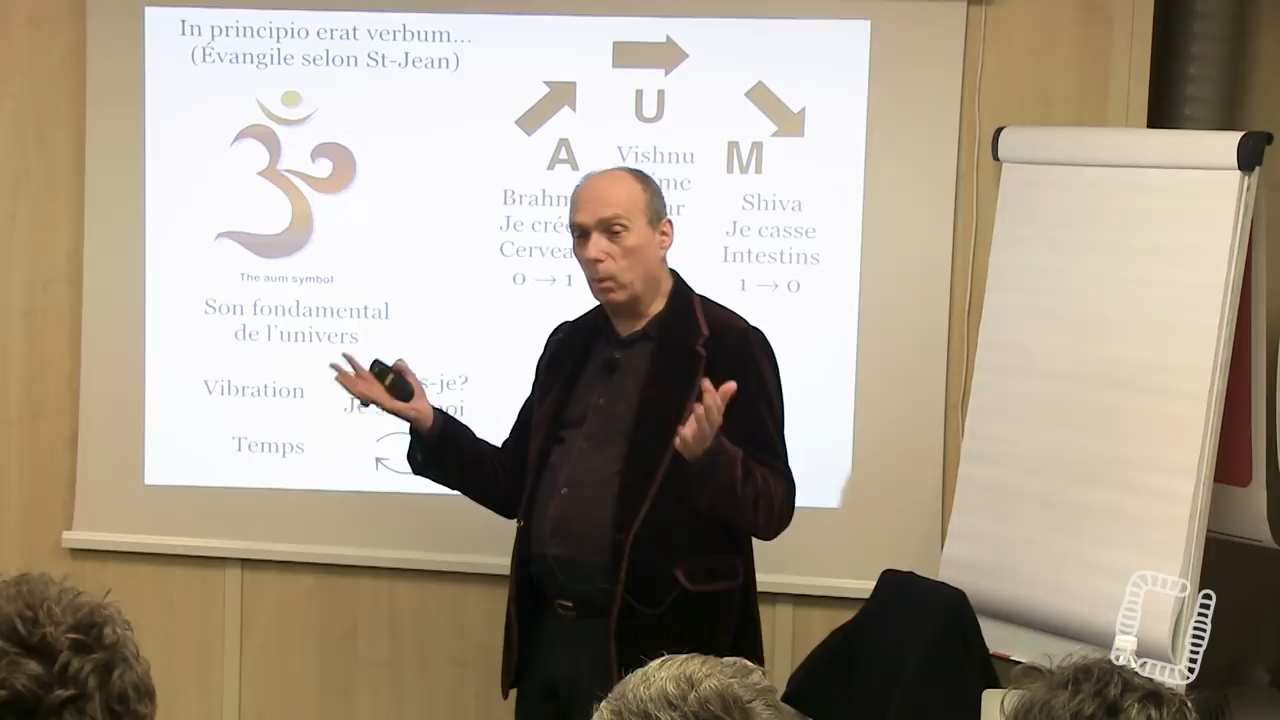 In principio erat verbum...
(Évangile selon St-Jean)
The aum symbol
Son fondamental
de l'univers
Vibration
Temps
A
U
M
Vishnu
Shiva
Je casse
Intestins
0 → 1
1 → 0